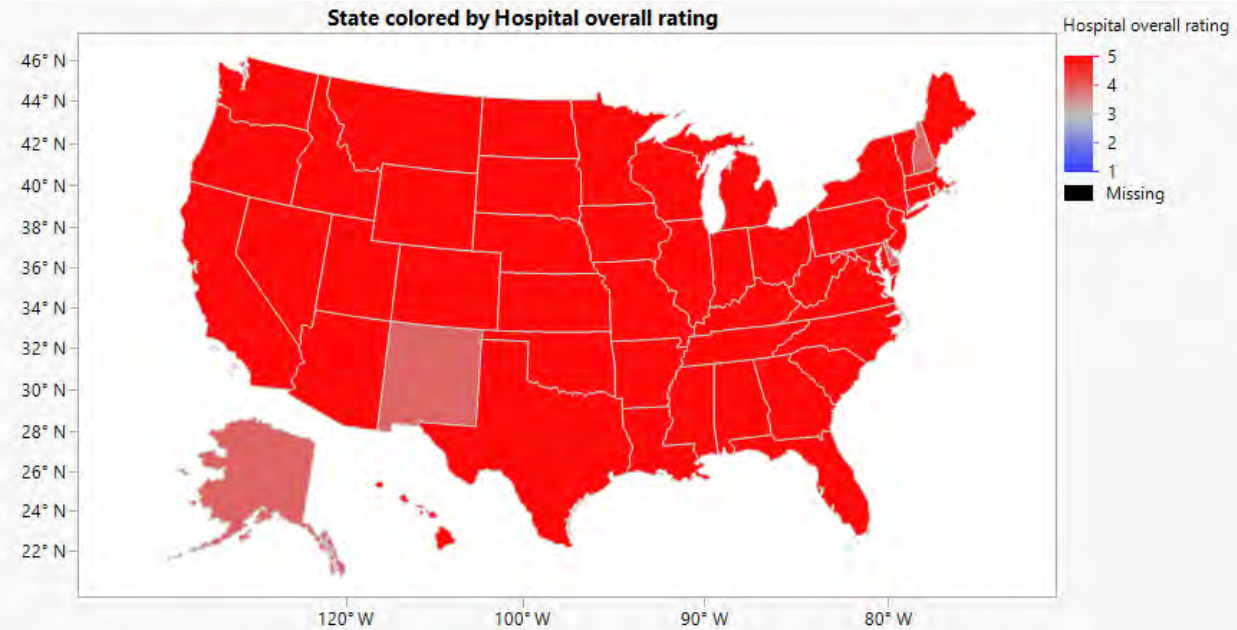 State colored by Hospital overall rating
Hospital overall rating
5
4
3
2
1
Missing
46° N
44° N
42° N
40° N
38° N
36° N
34° N
32° N
30° N
28° N
26° N
24° N
22° N
120° W
100° W
90° W
80° W